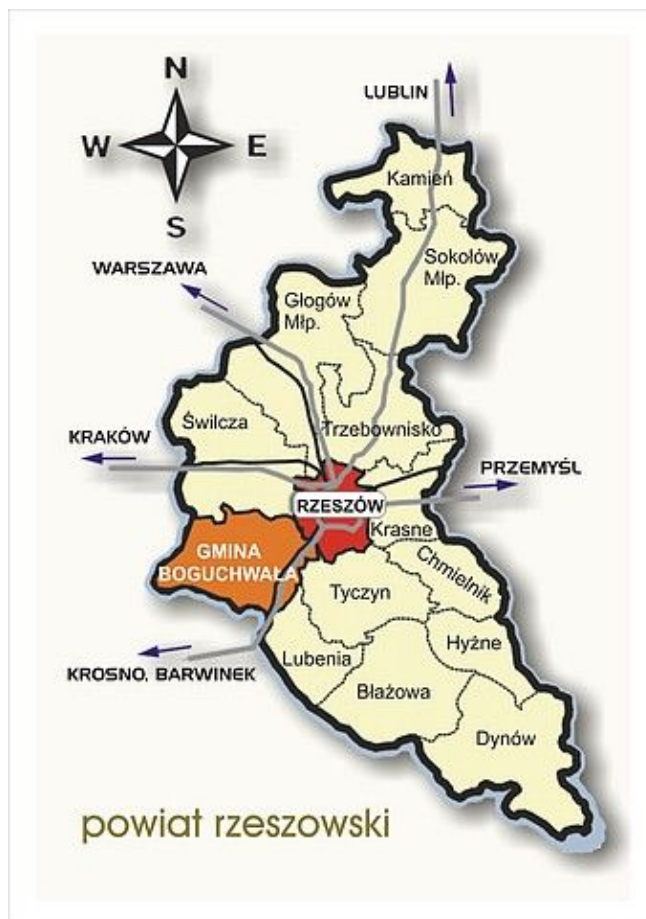 N
W E
S
LUBLIN
Kamień
WARSZAWA
Sokołów
Młp.
Głogów
Młp.
Świlcza
Trzebownisko
KRAKÓW
PRZEMYŚL
RZESZÓW
Krasne
GMINA
BOGUCHWAŁA
Chmielnik
Tyczyn
Hyżne
Lubenia
KROSNO, BARWINEK
Błażowa
Dynów
powiat rzeszowski